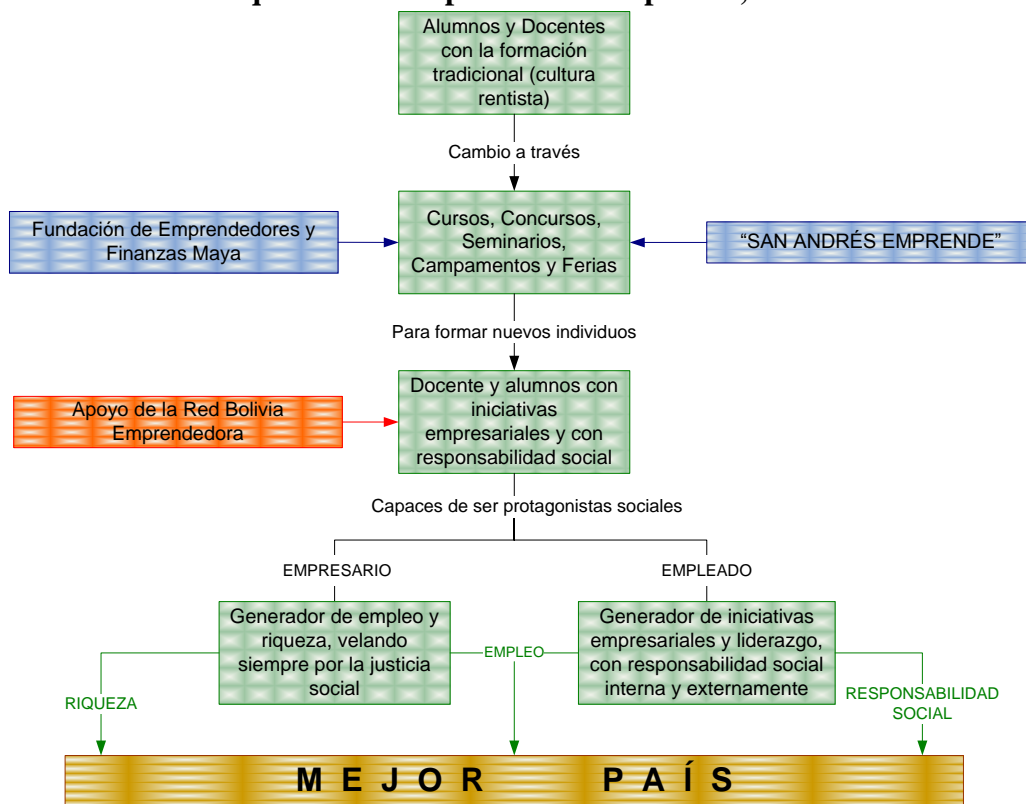 Alumnos y Docentes
con la formación
tradicional (cultura
rentista)
Cambio a través
Cursos, Concursos,
Seminarios,
Campamentos y Ferias
Fundación de Emprendedores y
Finanzas Maya
“SAN ANDRÉS EMPRENDE”
Para formar nuevos individuos
Docente y alumnos con
iniciativas
empresariales y con
responsabilidad social
Apoyo de la Red Bolivia
Emprendedora
Capaces de ser protagonistas sociales
EMPRESARIO
EMPLEADO
Generador de empleo y
riqueza, velando
siempre por la justicia
social
Generador de iniciativas
empresariales y liderazgo,
con responsabilidad social
interna y externamente
EMPLEO
RIQUEZA
RESPONSABILIDAD
SOCIAL
MEJOR PAÍS